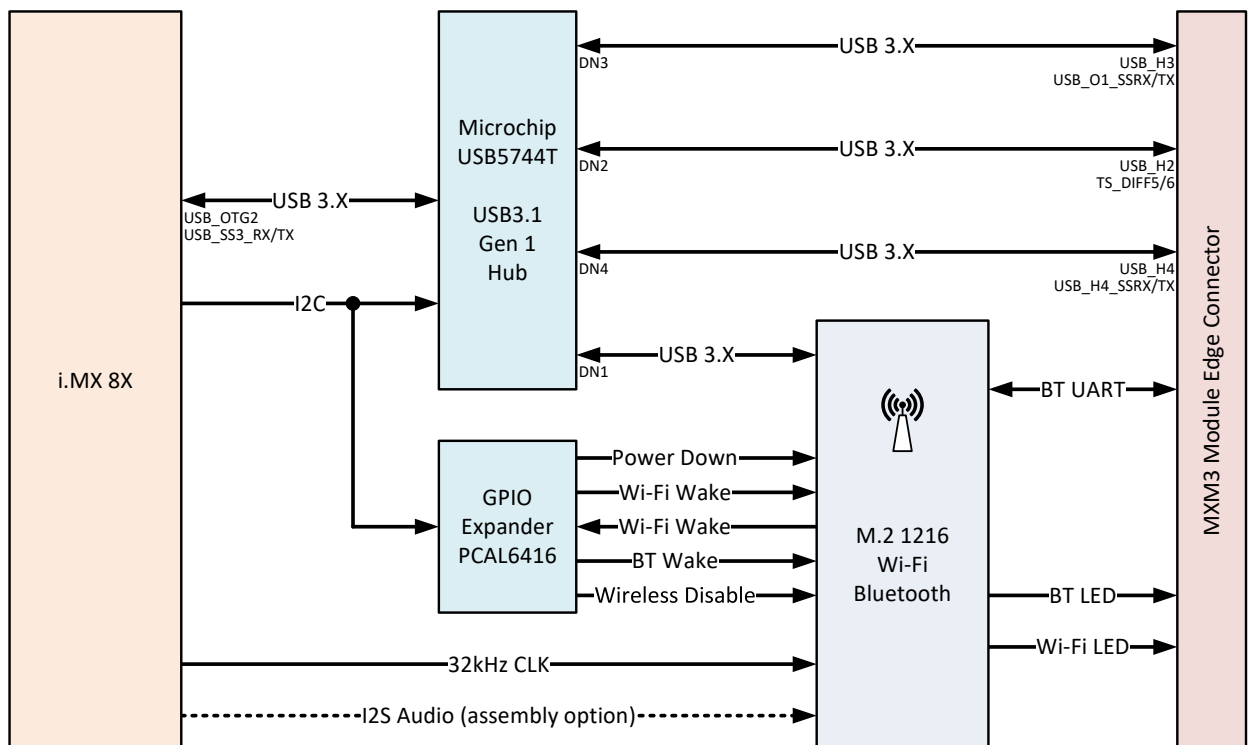 USB 3.X
DN3
USB_H3
USB_O1_SSRX/TX
Microchip
USB5744T
USB3.1
Gen 1
Hub
USB 3.X
DN2
USB_H2
TS_DIFF5/6
USB 3.X
USB_OTG2
USB_SS3_RX/TX
USB 3.X
DN4
USB_H4
USB_H4_SSRX/TX
I2C
USB 3.X
DN1
i.MX 8X
BT UART
MXM3 Module Edge Connector
GPIO
Expander
PCAL6416
Power Down
Wi-Fi Wake
Wi-Fi Wake
BT Wake
Wireless Disable
M.2 1216
Wi-Fi
Bluetooth
BT LED
Wi-Fi LED
32kHz CLK
I2S Audio (assembly option)